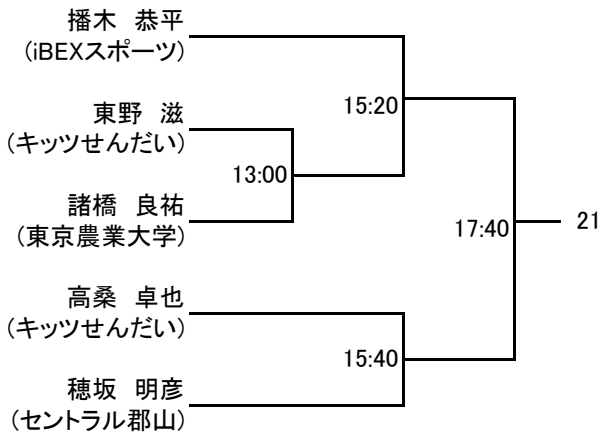 播木　恭平
(iBEXスポーツ)
15:20
東野　滋
(キッツせんだい)
13:00
諸橋　良祐
(東京農業大学)
17:40
21
高桑　卓也
(キッツせんだい)
15:40
穂坂　明彦
(セントラル郡山)